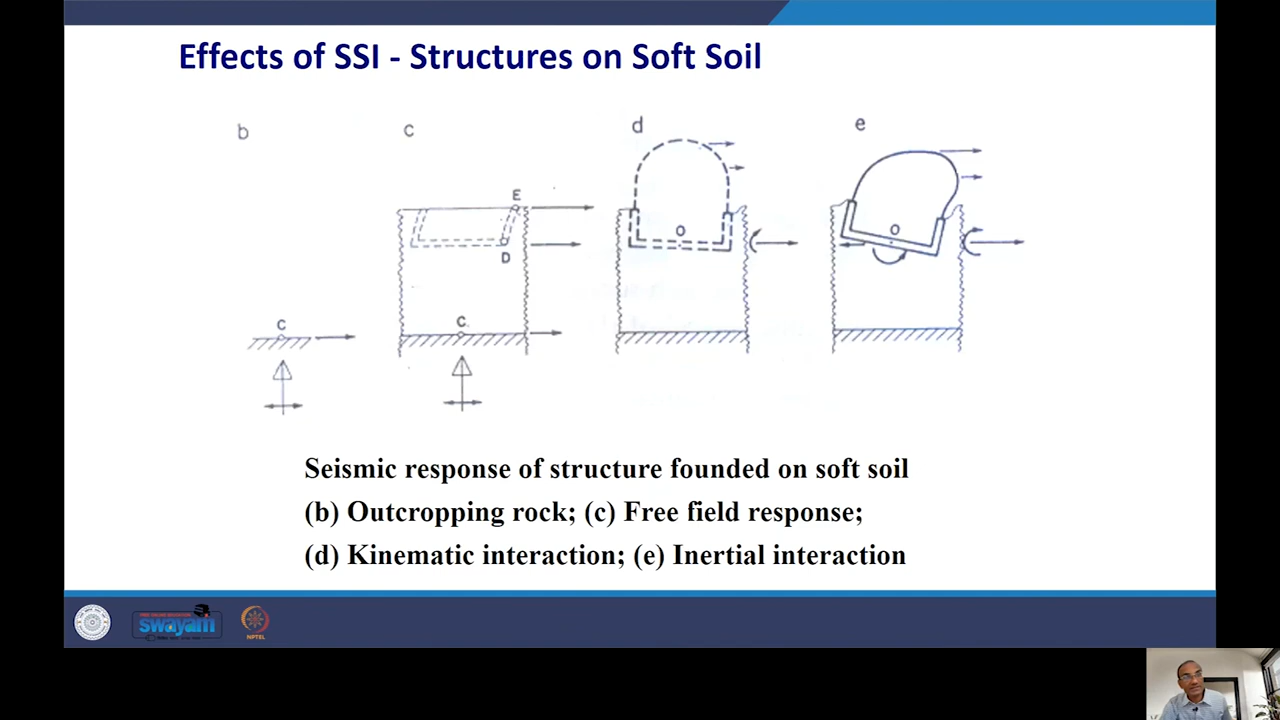 Effects of SSI - Structures on Soft Soil
b
c
d
e
E
D
C
C
O
O
Seismic response of structure founded on soft soil
(b) Outcropping rock; (c) Free field response;
(d) Kinematic interaction; (e) Inertial interaction
swayam
NPTEL